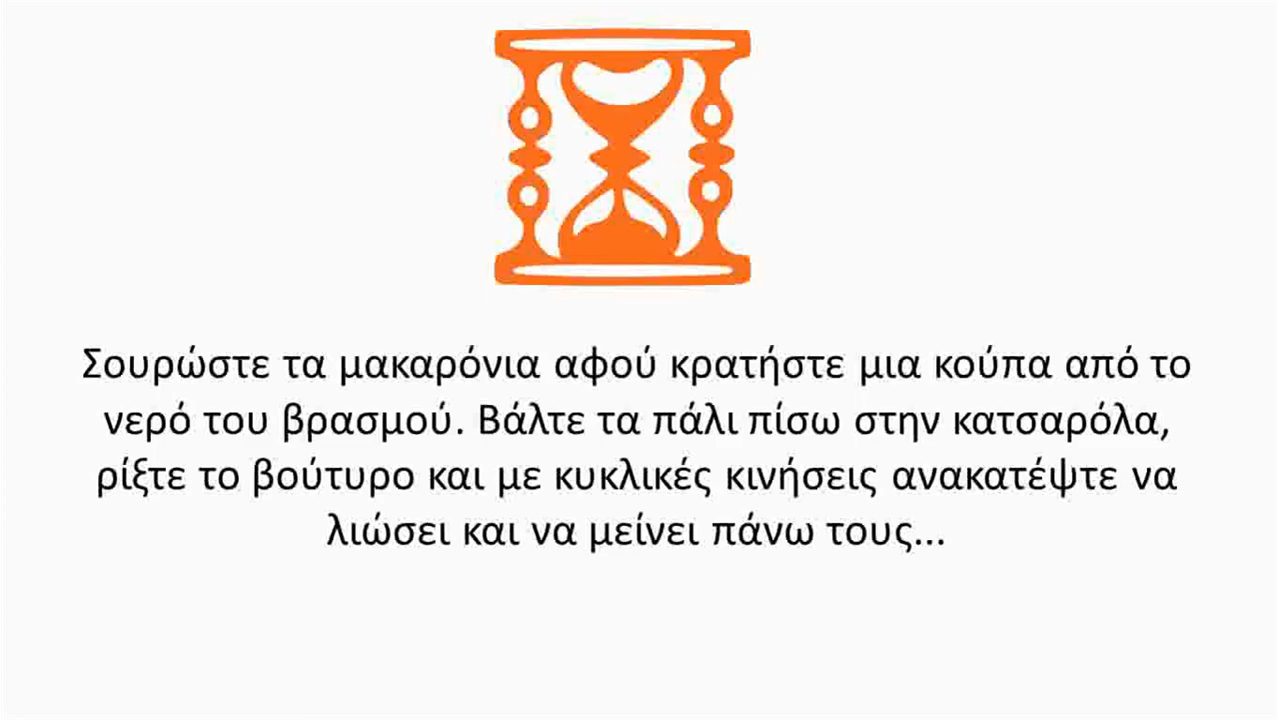 Σουρώστε τα μακαρόνια αφού κρατήστε μια κούπα από το
νερό του βρασμού. Βάλτε τα πάλι πίσω στην κατσαρόλα,
ρίξτε το βούτυρο και με κυκλικές κινήσεις ανακατέψτε να
λιώσει και να μείνει πάνω τους...